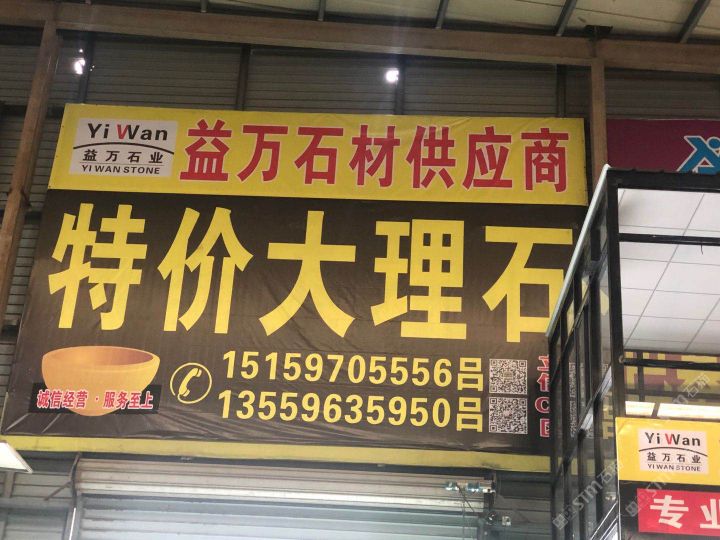 Yi Wan
益万石业
YI WAN STONE
益万石材供应商
特价大理石
诚信经营·服务至上
15159705556吕
13559635950吕
Yi Wan
益万石业
YI WAN STONE
专业